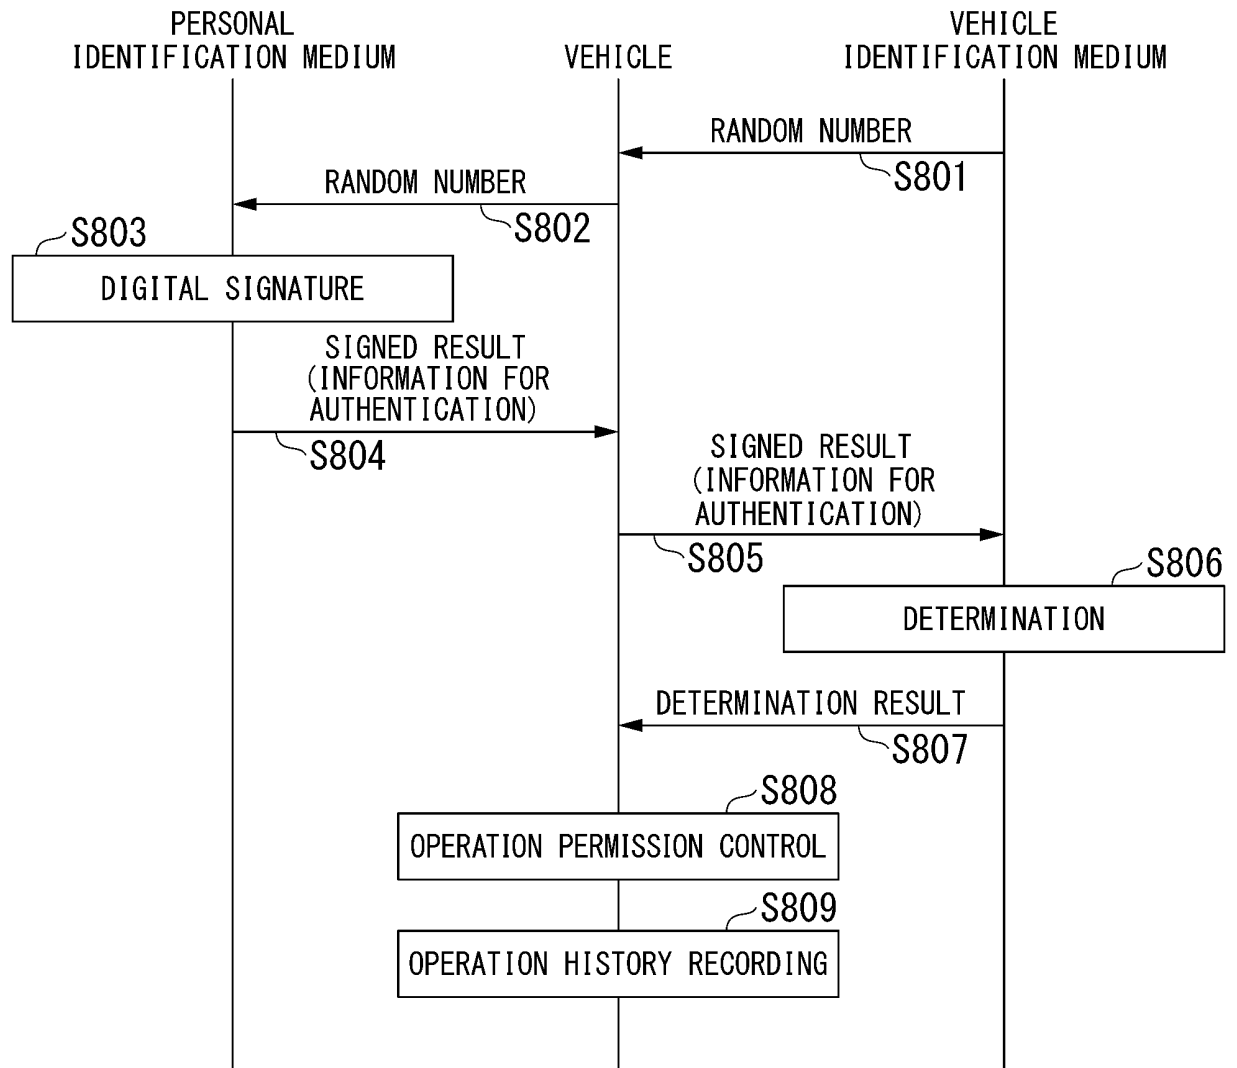 PERSONAL
IDENTIFICATION MEDIUM
VEHICLE
VEHICLE
IDENTIFICATION MEDIUM
RANDOM NUMBER
S801
RANDOM NUMBER
S802
S803
DIGITAL SIGNATURE
SIGNED RESULT
(INFORMATION FOR
AUTHENTICATION)
S804
SIGNED RESULT
(INFORMATION FOR
AUTHENTICATION)
S805
S806
DETERMINATION
DETERMINATION RESULT
S807
S808
OPERATION PERMISSION CONTROL
S809
OPERATION HISTORY RECORDING